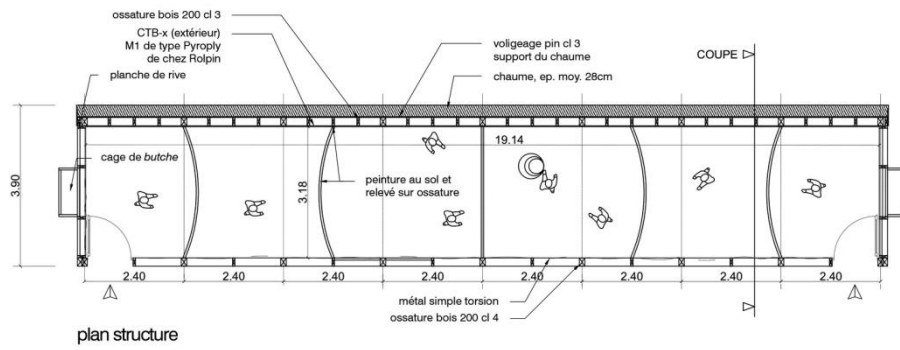 ossature bois 200 cl 3
CTB-x (extérieur)
M1 de type Pyroply
de chez Rolpin
planche de rive
voligeage pin cl 3
support du chaume
chaume, ep. moy. 28cm
COUPE
3.90
cage de butche
3.18
peinture au sol et
relevé sur ossature
19.14
2.40
2.40
2.40
2.40
2.40
2.40
2.40
2.40
métal simple torsion
ossature bois 200 cl 4
plan structure